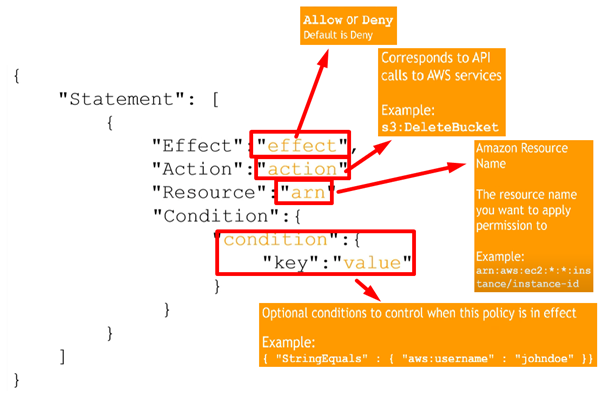 Allow or Deny
Default is Deny
Corresponds to API
calls to AWS services
Example:
s3:DeleteBucket
{
"Statement": [
{
"Effect":"effect",
"Action":"action"
"Resource":"arn"
"Condition":{
"condition":{
"key":"value"
}
}
}
]
}
Amazon Resource
Name
The resource name
you want to apply
permission to
Example:
arn:aws:ec2:*:*:ins
tance/instance-id
Optional conditions to control when this policy is in effect
Example:
{ "StringEquals" : { "aws:username" : "johndoe" }}